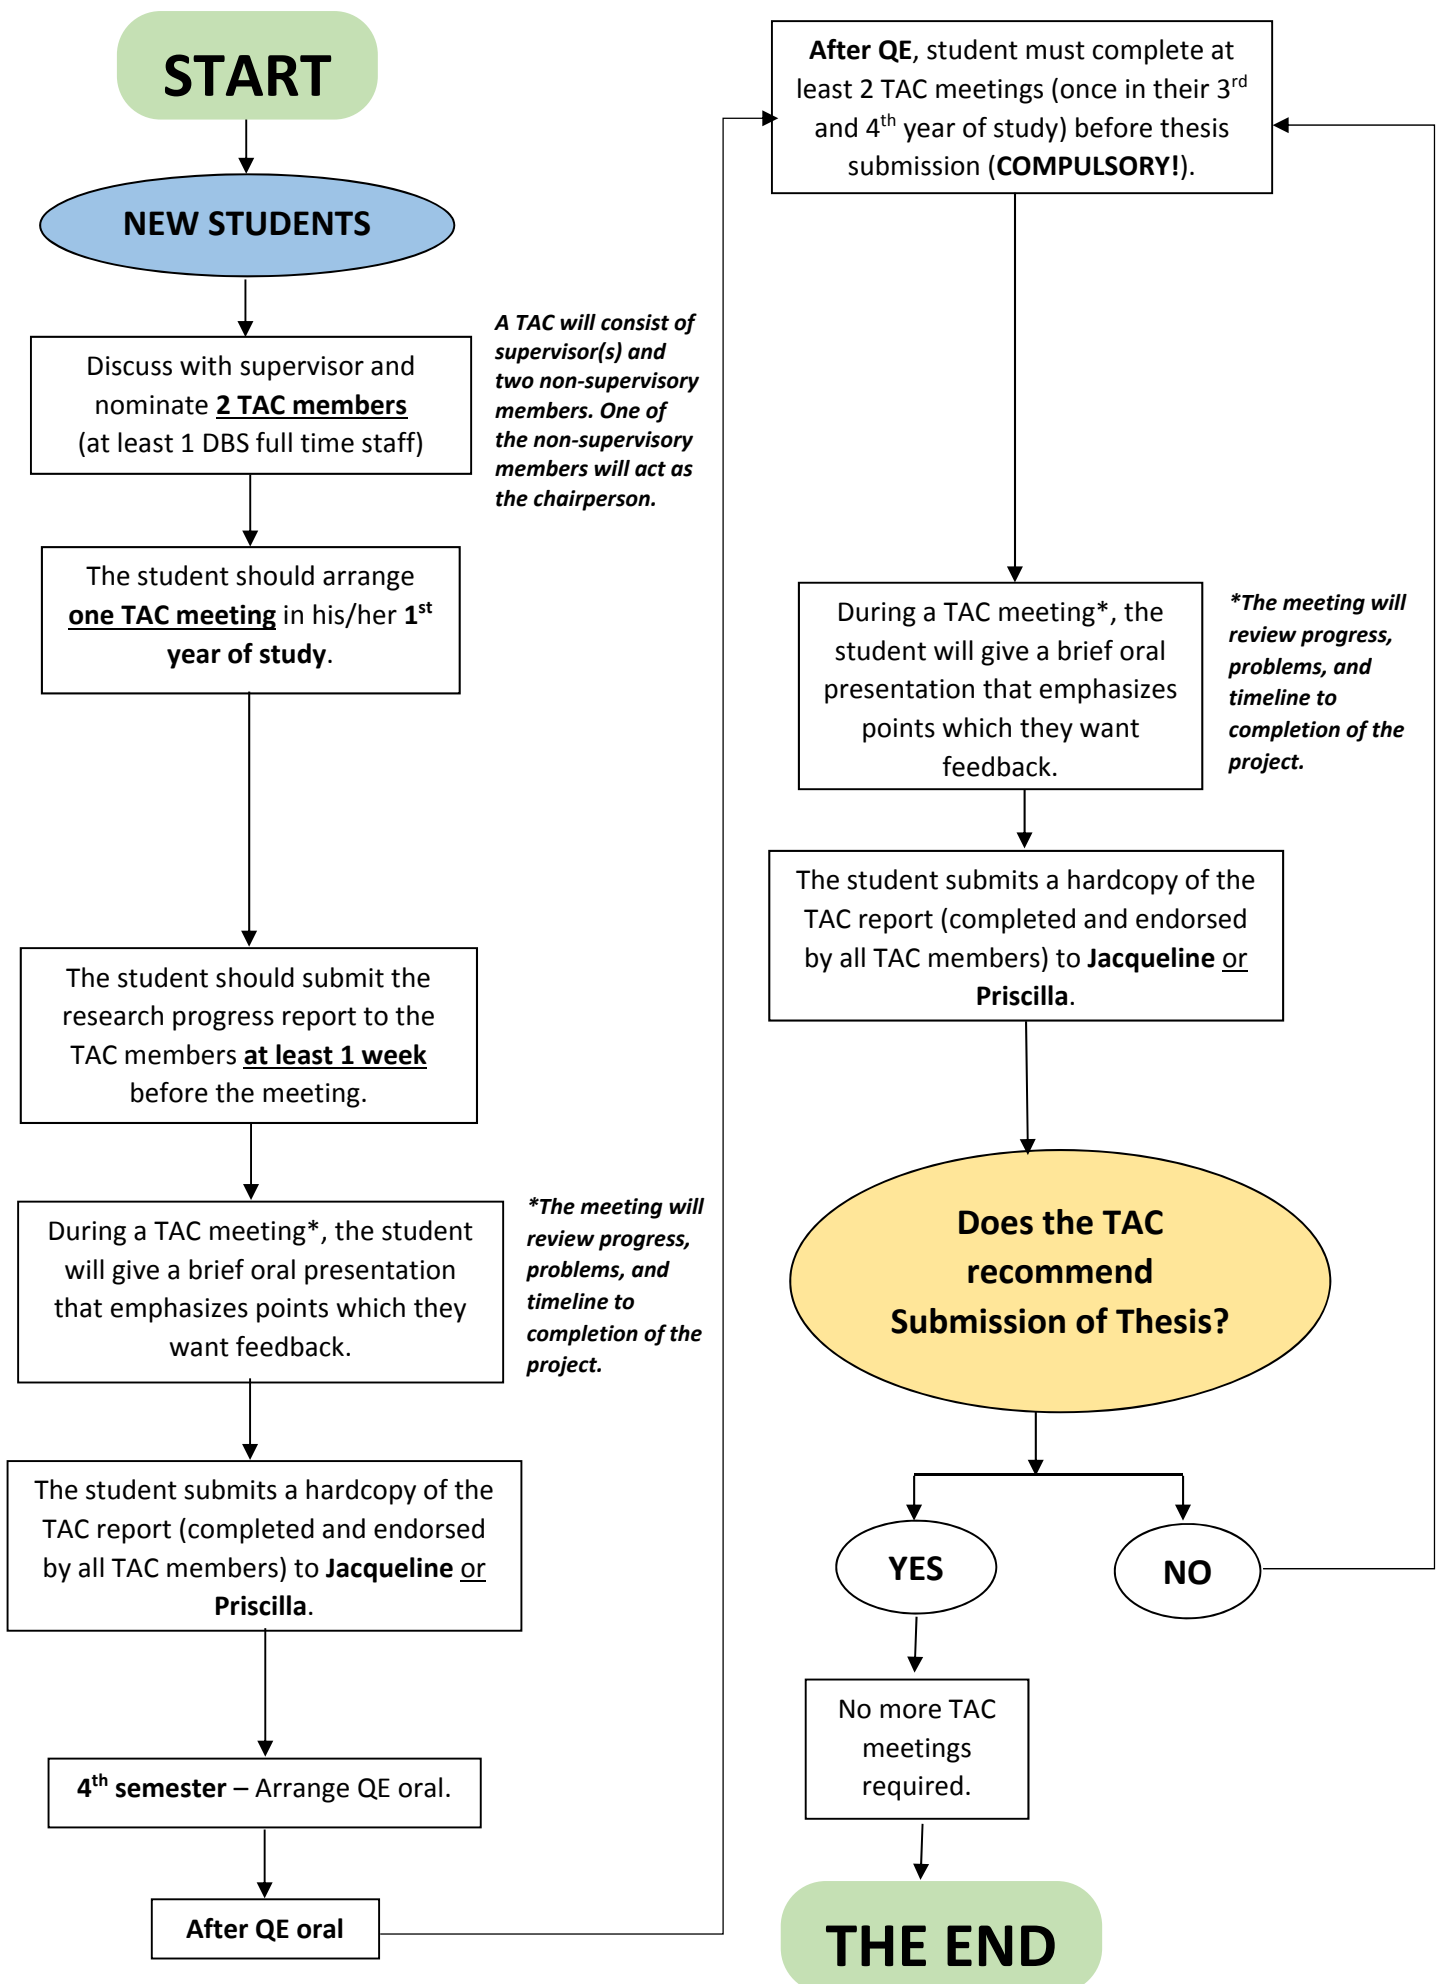 START
NEW STUDENTS
Discuss with supervisor and
nominate 2 TAC members
(at least 1 DBS full time staff)
A TAC will consist of
supervisor(s) and
two non-supervisory
members. One of
the non-supervisory
members will act as
the chairperson.
The student should arrange
one TAC meeting in his/her 1st
year of study.
The student should submit the
research progress report to the
TAC members at least 1 week
before the meeting.
During a TAC meeting*, the student
will give a brief oral presentation
that emphasizes points which they
want feedback.
*The meeting will
review progress,
problems, and
timeline to
completion of the
project.
The student submits a hardcopy of the
TAC report (completed and endorsed
by all TAC members) to Jacqueline or
Priscilla.
4th semester – Arrange QE oral.
After QE oral
After QE, student must complete at
least 2 TAC meetings (once in their 3rd
and 4th year of study) before thesis
submission (COMPULSORY!).
During a TAC meeting*, the
student will give a brief oral
presentation that emphasizes
points which they want
feedback.
*The meeting will
review progress,
problems, and
timeline to
completion of the
project.
The student submits a hardcopy of the
TAC report (completed and endorsed
by all TAC members) to Jacqueline or
Priscilla.
Does the TAC
recommend
Submission of Thesis?
YES
NO
No more TAC
meetings
required.
THE END